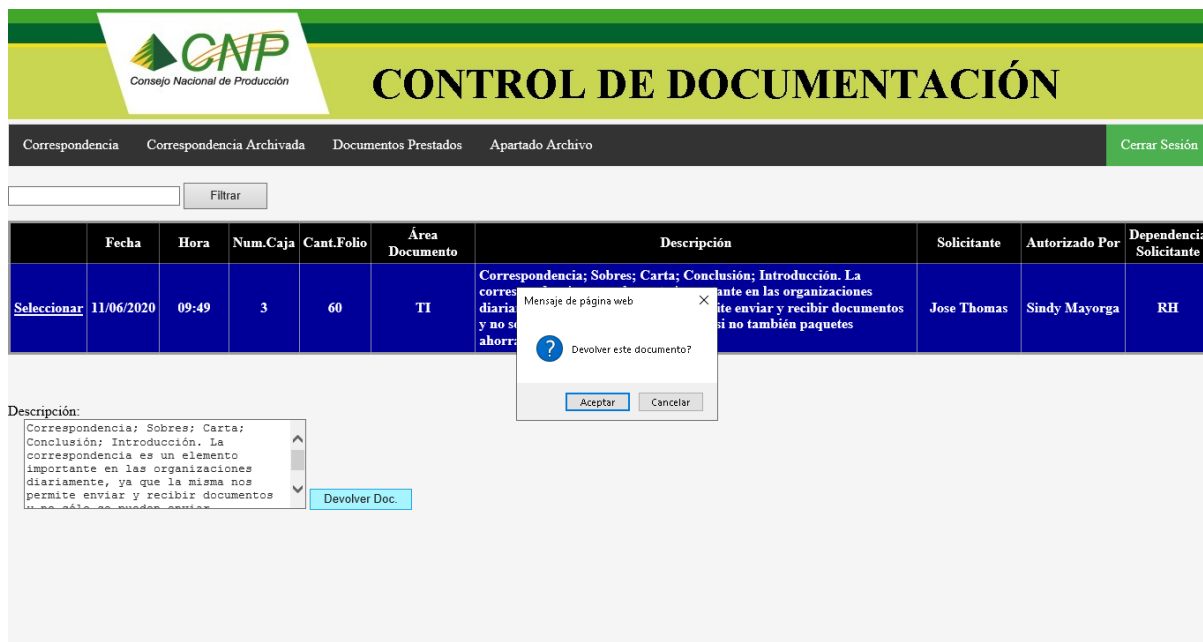 CNP
Consejo Nacional de Producción
CONTROL DE DOCUMENTACIÓN
Correspondencia Correspondencia Archivada Documentos Prestados Apartado Archivo Cerrar Sesión
Filtrar
Fecha Hora Num.Caja Cant.Folio Área Documento Descripción Solicitante Autorizado Por Dependencia Solicitante
Seleccionar 11/06/2020 09:49 3 60 TI
Correspondencia; Sobres; Carta; Conclusión; Introducción. La
ante en las organizaciones
enviar y recibir documentos
y no
si no también paquetes
Jose Thomas Sindy Mayorga RH
Mensaje de página web
Devolver este documento?
Aceptar Cancelar
Descripción:
Correspondencia; Sobres; Carta;
Conclusión; Introducción. La
correspondencia es un elemento
importante en las organizaciones
diariamente, ya que la misma nos
permite enviar y recibir documentos
Devolver Doc.